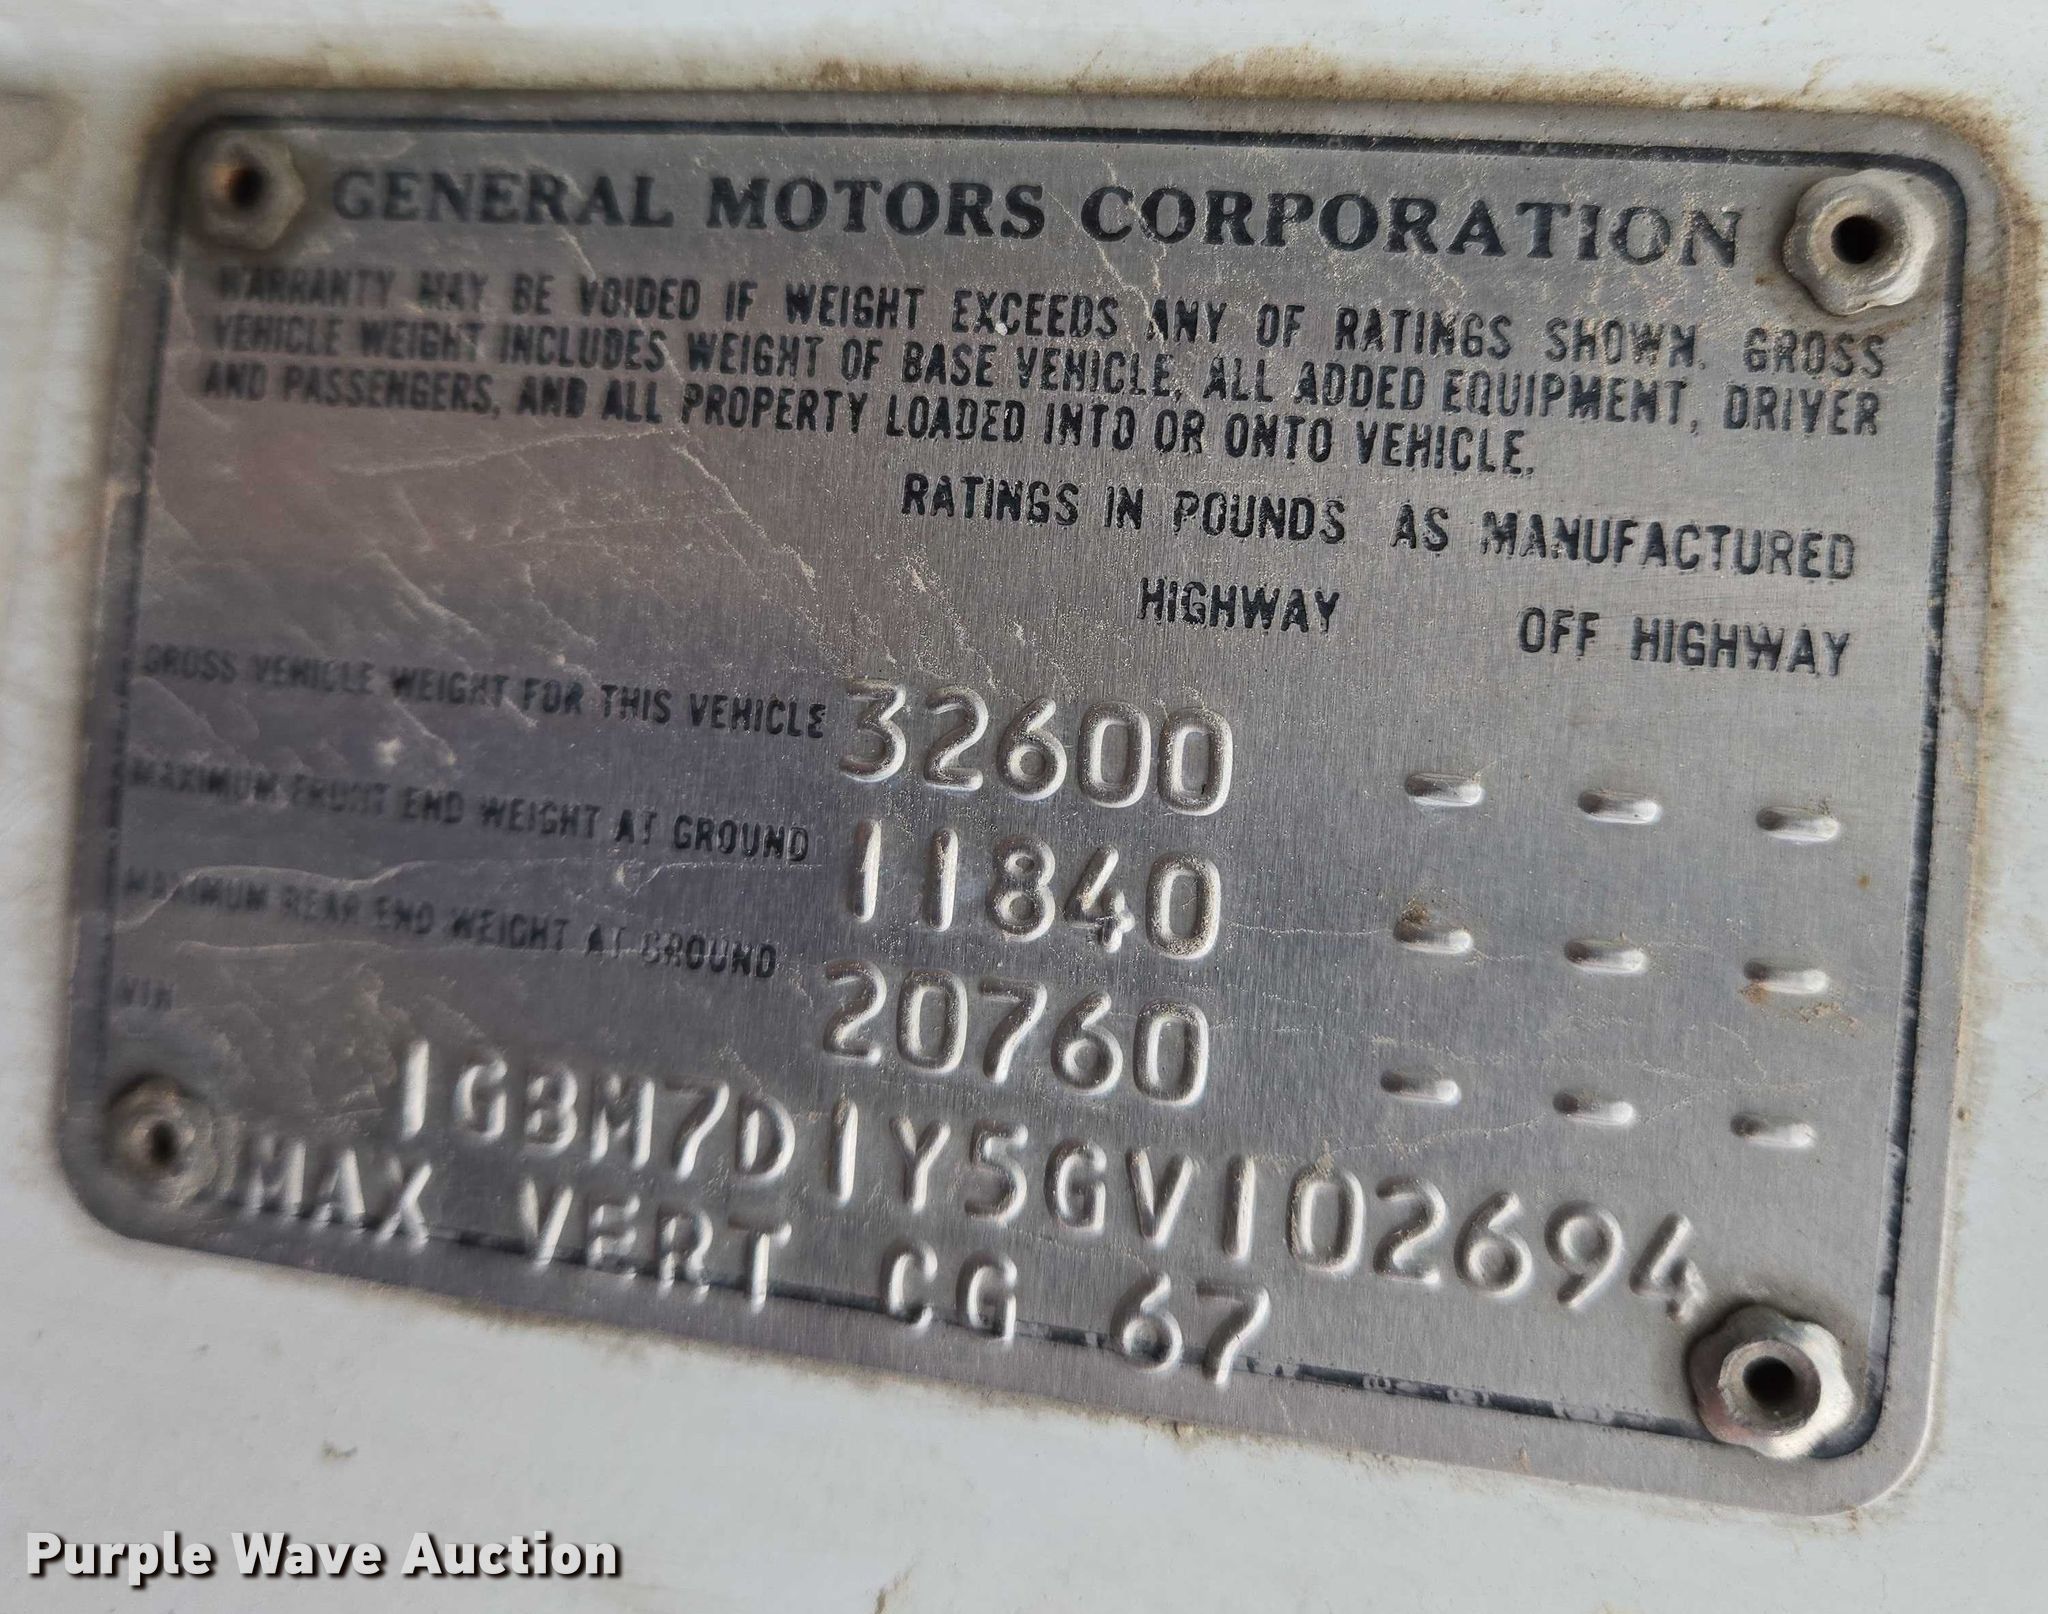 GENERAL MOTORS CORPORATION
WARRANTY MAY BE VOIDED IF WEIGHT EXCEEDS ANY OF RATINGS SHOWN. GROSS
VEHICLE WEIGHT INCLUDES WEIGHT OF BASE VEHICLE, ALL ADDED EQUIPMENT, DRIVER
AND PASSENGERS, AND ALL PROPERTY LOADED INTO OR ONTO VEHICLE.
RATINGS IN POUNDS AS MANUFACTURED
HIGHWAY OFF HIGHWAY
GROSS VEHICLE WEIGHT FOR THIS VEHICLE 32600 - - -
MAXIMUM FRONT END WEIGHT AT GROUND 11840 - - -
MAXIMUM REAR END WEIGHT AT GROUND 20760 - - -
VIN 1GBM7D1Y5GV102694
MAX VERT CG 67
Purple Wave Auction